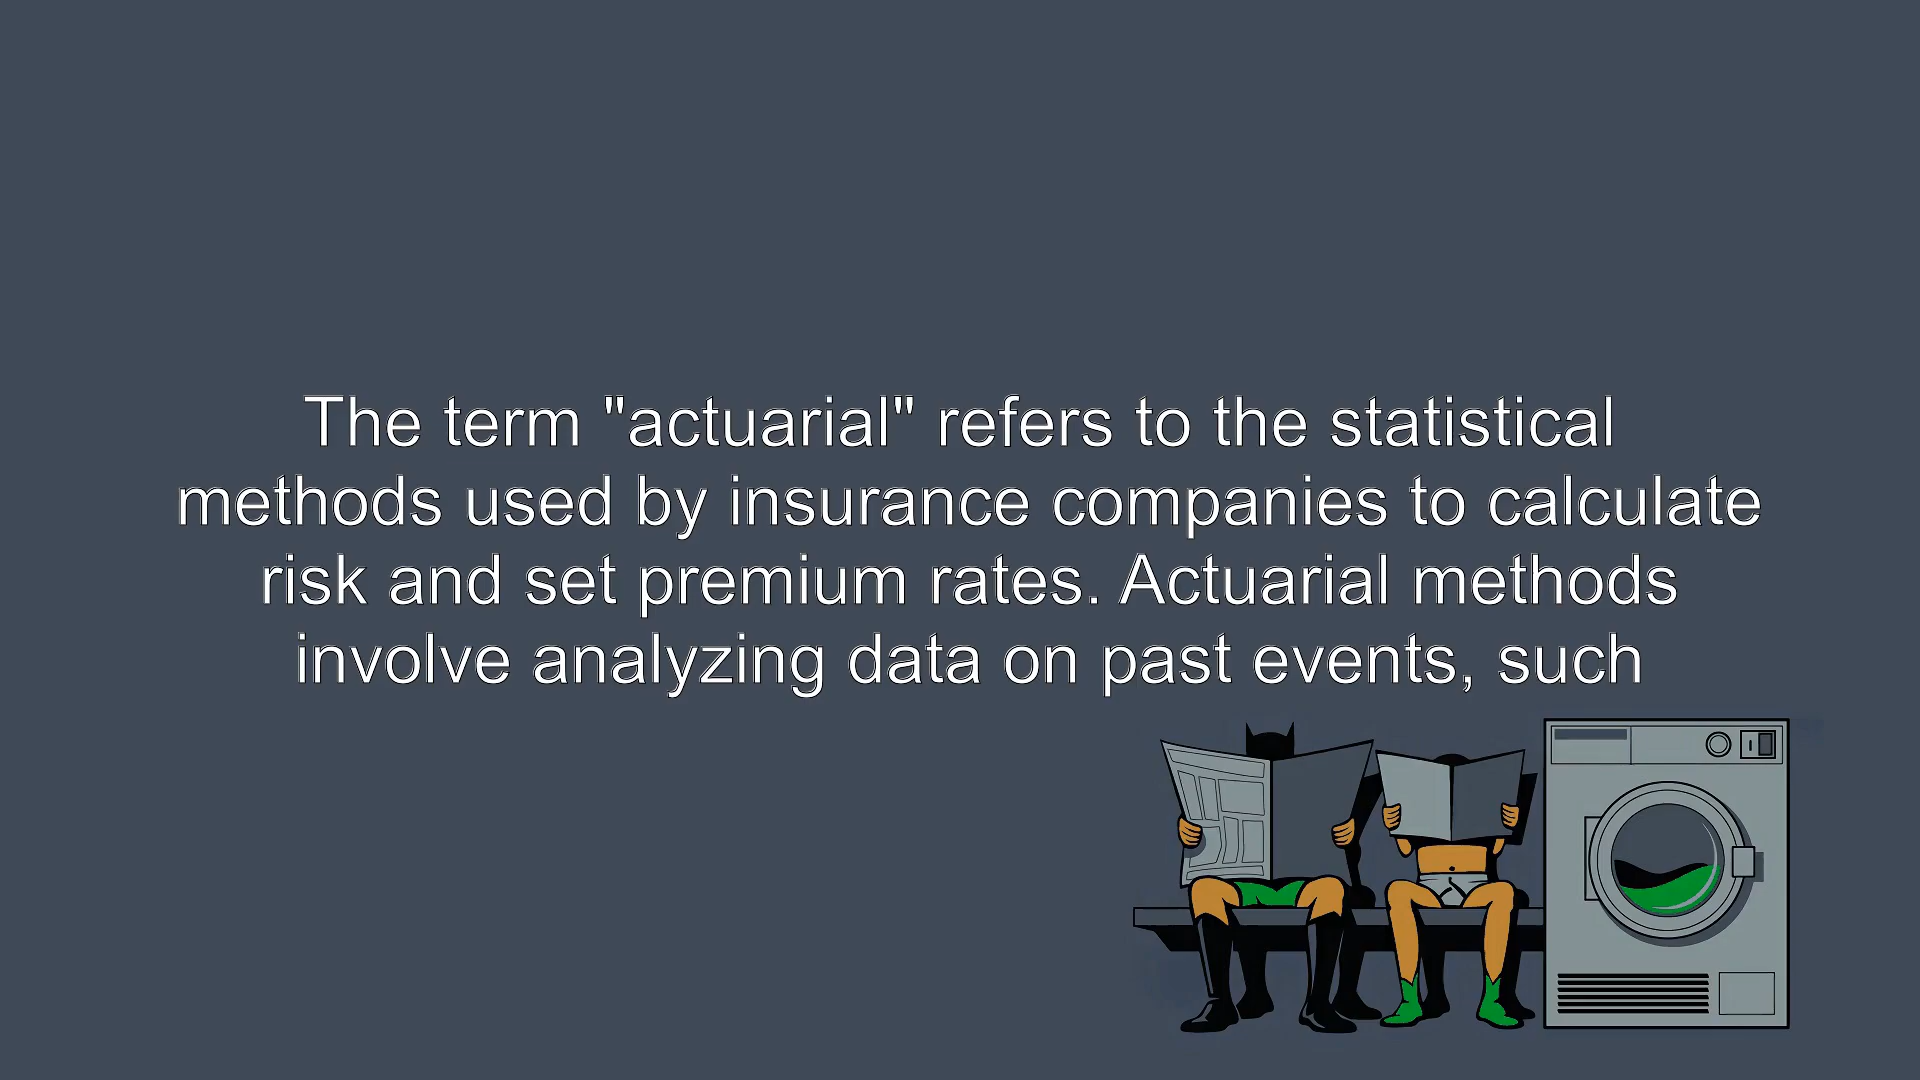 The term "actuarial" refers to the statistical
methods used by insurance companies to calculate
risk and set premium rates. Actuarial methods
involve analyzing data on past events, such